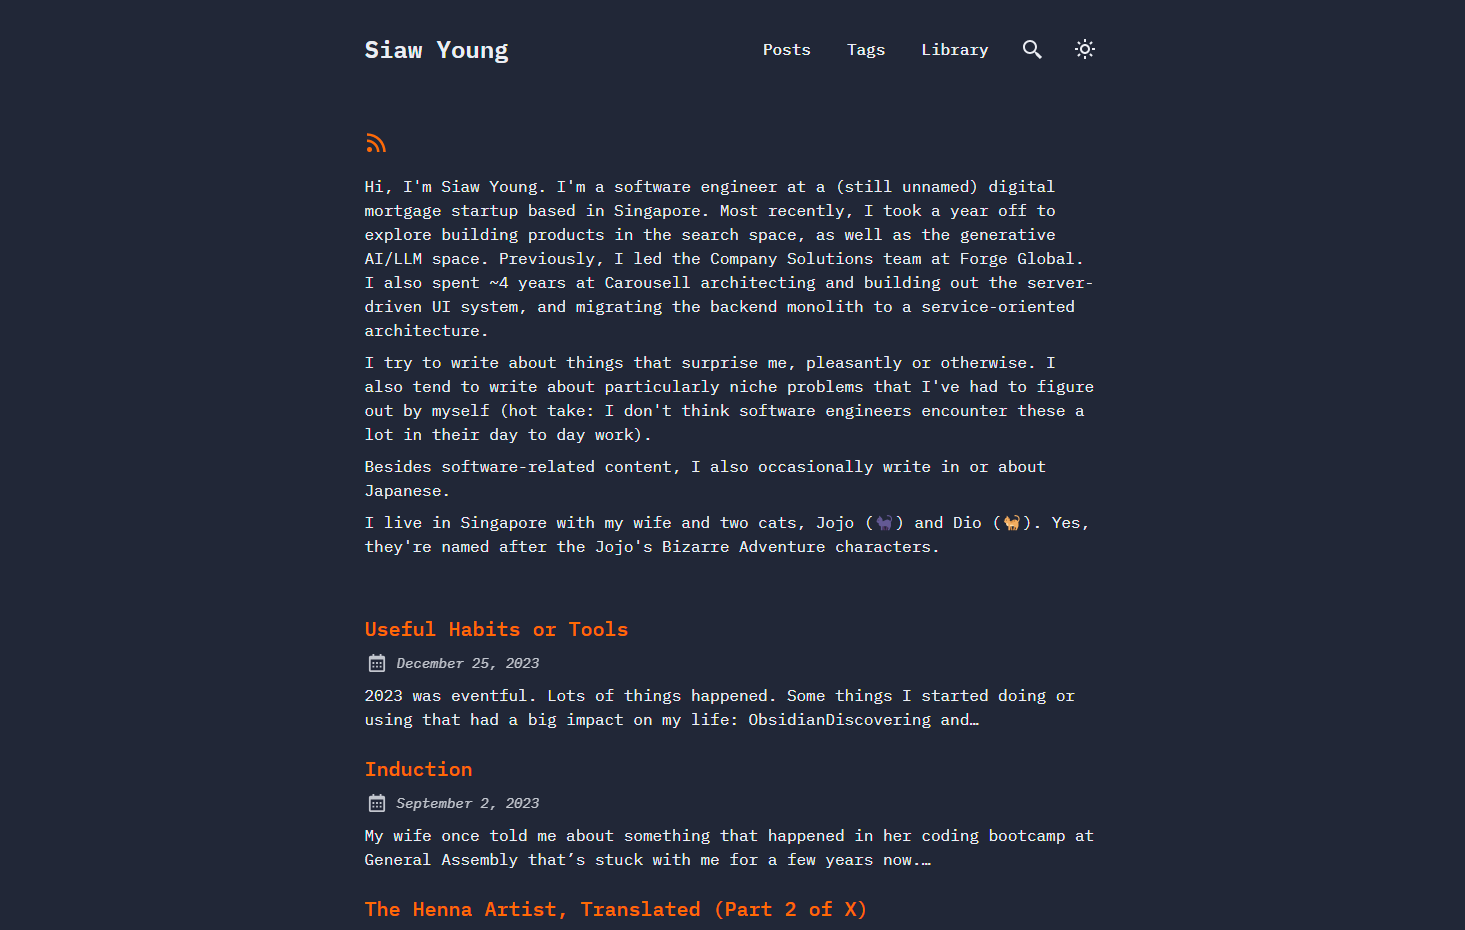 Siaw Young
Posts Tags Library
Hi, I'm Siaw Young. I'm a software engineer at a (still unnamed) digital
mortgage startup based in Singapore. Most recently, I took a year off to
explore building products in the search space, as well as the generative
AI/LLM space. Previously, I led the Company Solutions team at Forge Global.
I also spent ~4 years at Carousell architecting and building out the server-
driven UI system, and migrating the backend monolith to a service-oriented
architecture.
I try to write about things that surprise me, pleasantly or otherwise. I
also tend to write about particularly niche problems that I've had to figure
out by myself (hot take: I don't think software engineers encounter these a
lot in their day to day work).
Besides software-related content, I also occasionally write in or about
Japanese.
I live in Singapore with my wife and two cats, Jojo (🐈‍⬛) and Dio (🐈). Yes,
they're named after the Jojo's Bizarre Adventure characters.
Useful Habits or Tools
December 25, 2023
2023 was eventful. Lots of things happened. Some things I started doing or
using that had a big impact on my life: ObsidianDiscovering and…
Induction
September 2, 2023
My wife once told me about something that happened in her coding bootcamp at
General Assembly that’s stuck with me for a few years now.…
The Henna Artist, Translated (Part 2 of X)